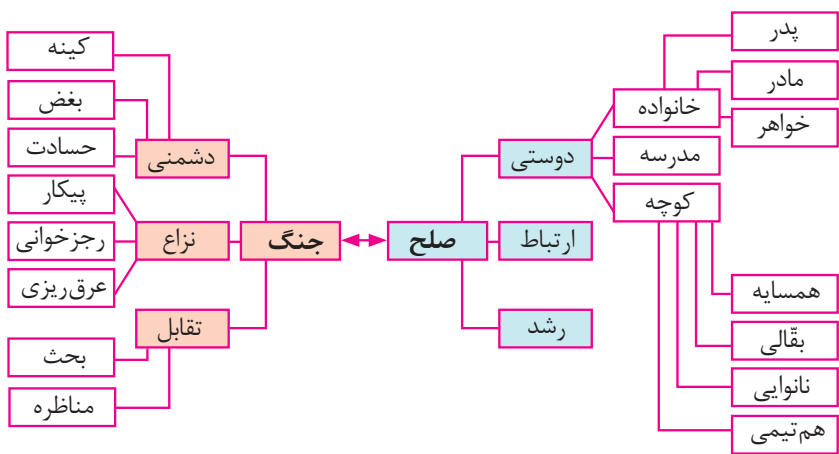 پدر
مادر
خواهر
خانواده
مدرسه
کوچه
همسایه
بقّالی
نانوایی
هم‌تیمی
دوستی
ارتباط
رشد
صلح
جنگ
دشمنی
نزاع
تقابل
کینه
بغض
حسادت
پیکار
رجزخوانی
عرق‌ریزی
بحث
مناظره